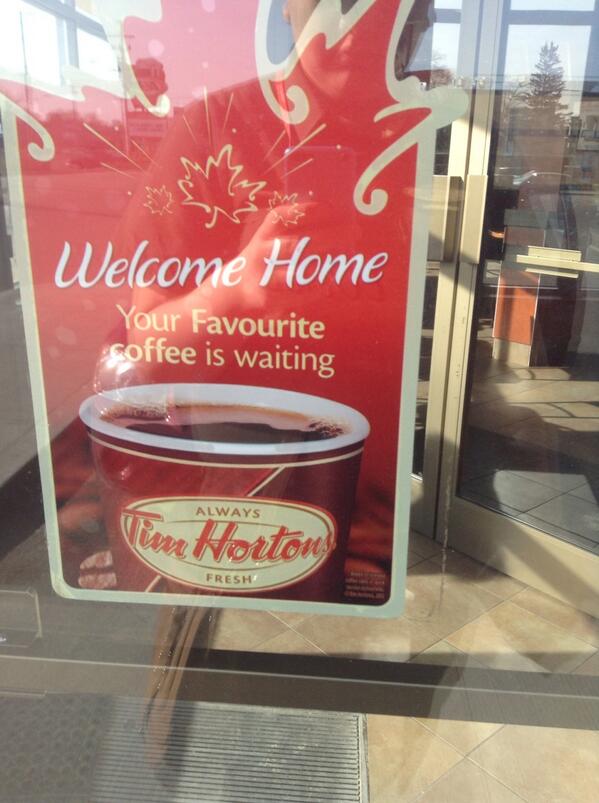 Welcome Home
Your Favourite
coffee is waiting
ALWAYS
Tim Hortons
FRESH